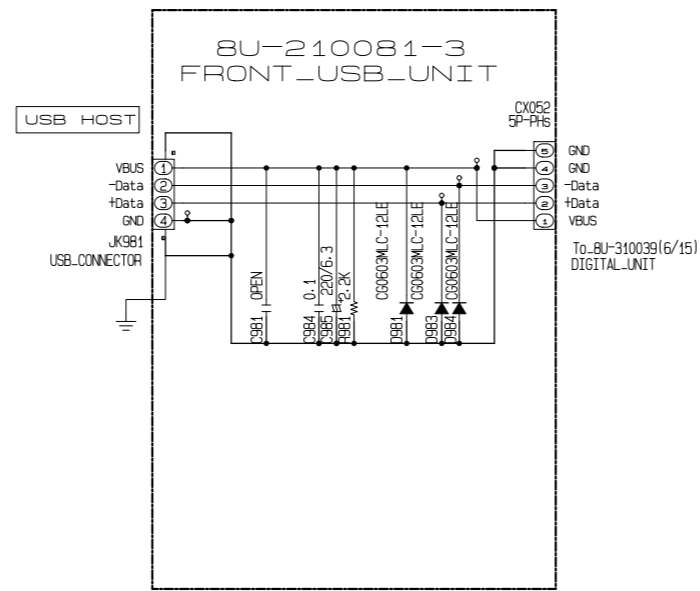 8U-210081-3
FRONT_USB_UNIT
USB HOST
CX052
5P-PHs
VBUS 1
-Data 2
+Data 3
GND 4
JK981
USB_CONNECTOR
5 GND
4 GND
3 -Data
2 +Data
1 VBUS
To_8U-310039(6/15)
DIGITAL_UNIT
C981 OPEN
C984 0.1
C985 220/6.3
R981 2.2K
D981 CG0603MLC-12LE
D983 CG0603MLC-12LE
D984 CG0603MLC-12LE